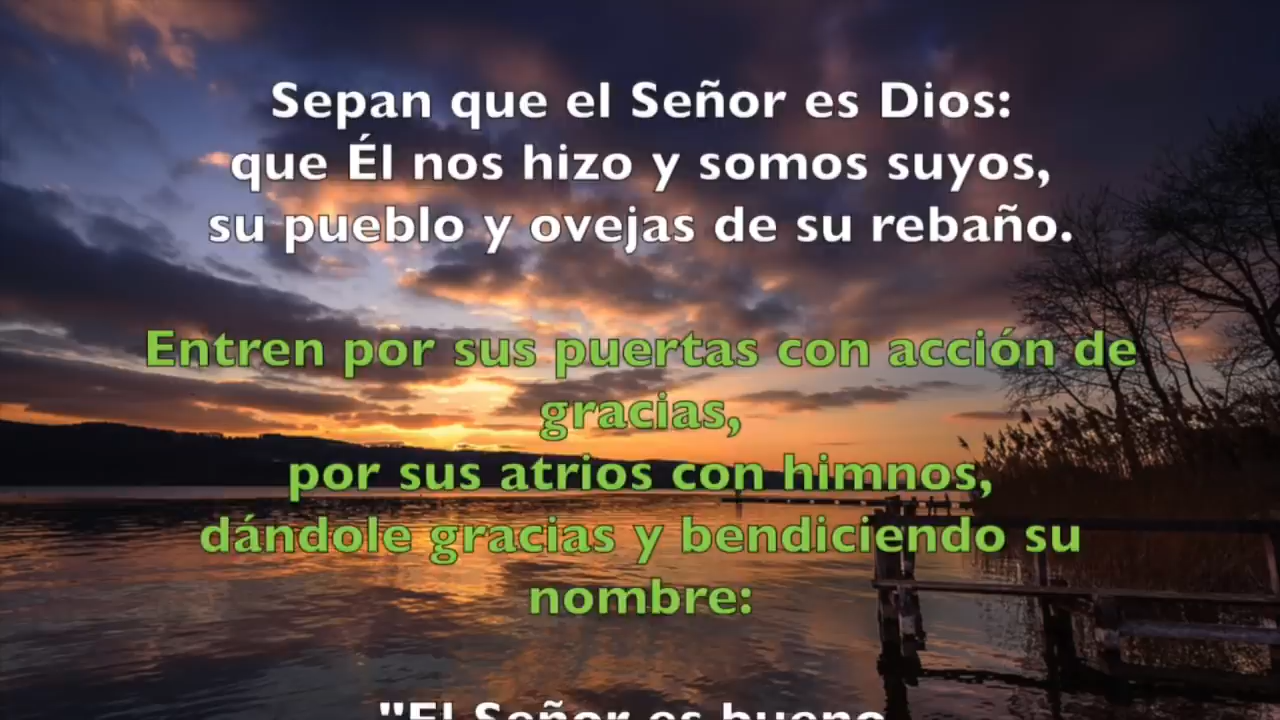 Sepan que el Señor es Dios:
que Él nos hizo y somos suyos,
su pueblo y ovejas de su rebaño.
Entren por sus puertas con acción de
gracias,
por sus atrios con himnos,
dándole gracias y bendiciendo su
nombre:
"El Señor es bueno